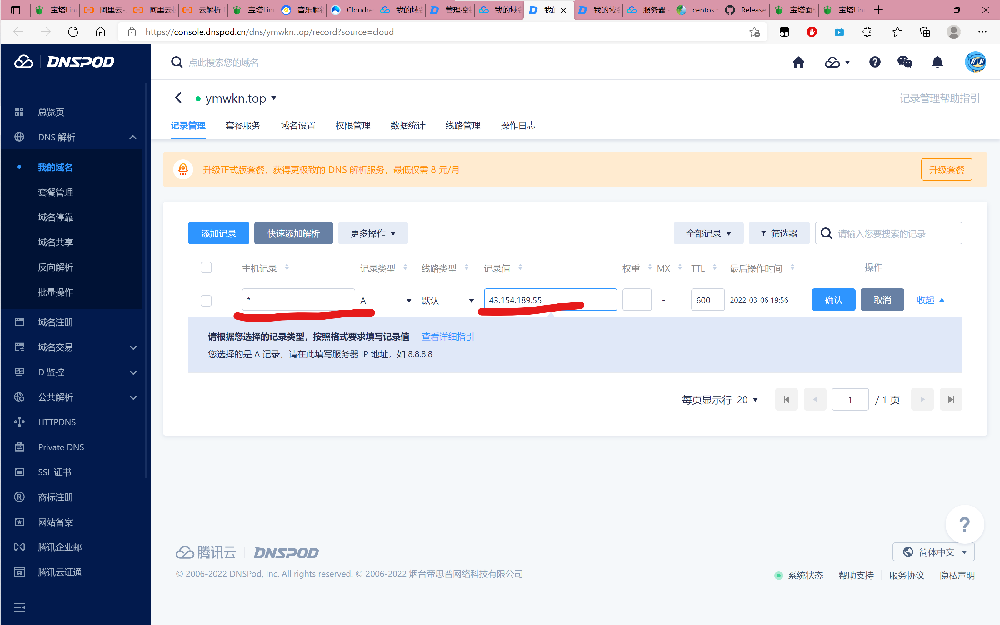 宝塔Lin
阿里云-
阿里云
云解析
宝塔Lin
音乐解
Cloudre
我的域
管理控
我的域
我的
我的域
服务器
centos
Release
宝塔面
宝塔Lin
https://console.dnspod.cn/dns/ymwkn.top/record?source=cloud
DNSPOD
点此搜索您的域名
ymwkn.top
记录管理帮助指引
记录管理 套餐服务 域名设置 权限管理 数据统计 线路管理 操作日志
总览页
DNS 解析
我的域名
套餐管理
域名停靠
域名共享
反向解析
批量操作
域名注册
域名交易
D 监控
公共解析
HTTPDNS
Private DNS
SSL 证书
商标注册
网站备案
腾讯企业邮
腾讯云证通
升级正式版套餐，获得更极致的 DNS 解析服务，最低仅需 8 元/月
升级套餐
添加记录 快速添加解析 更多操作
全部记录 筛选器 请输入您要搜索的记录
主机记录 记录类型 线路类型 记录值 权重 MX TTL 最后操作时间 操作
* A 默认 43.154.189.55 - 600 2022-03-06 19:56 确认 取消 收起
请根据您选择的记录类型，按照格式要求填写记录值 查看详细指引
您选择的是 A 记录，请在此填写服务器 IP 地址，如 8.8.8.8
每页显示行 20 1 / 1 页
?
腾讯云 DNSPOD
简体中文
© 2006-2022 DNSPod, Inc. All rights reserved. © 2006-2022 烟台帝思普网络科技有限公司
系统状态 帮助支持 服务协议 隐私声明